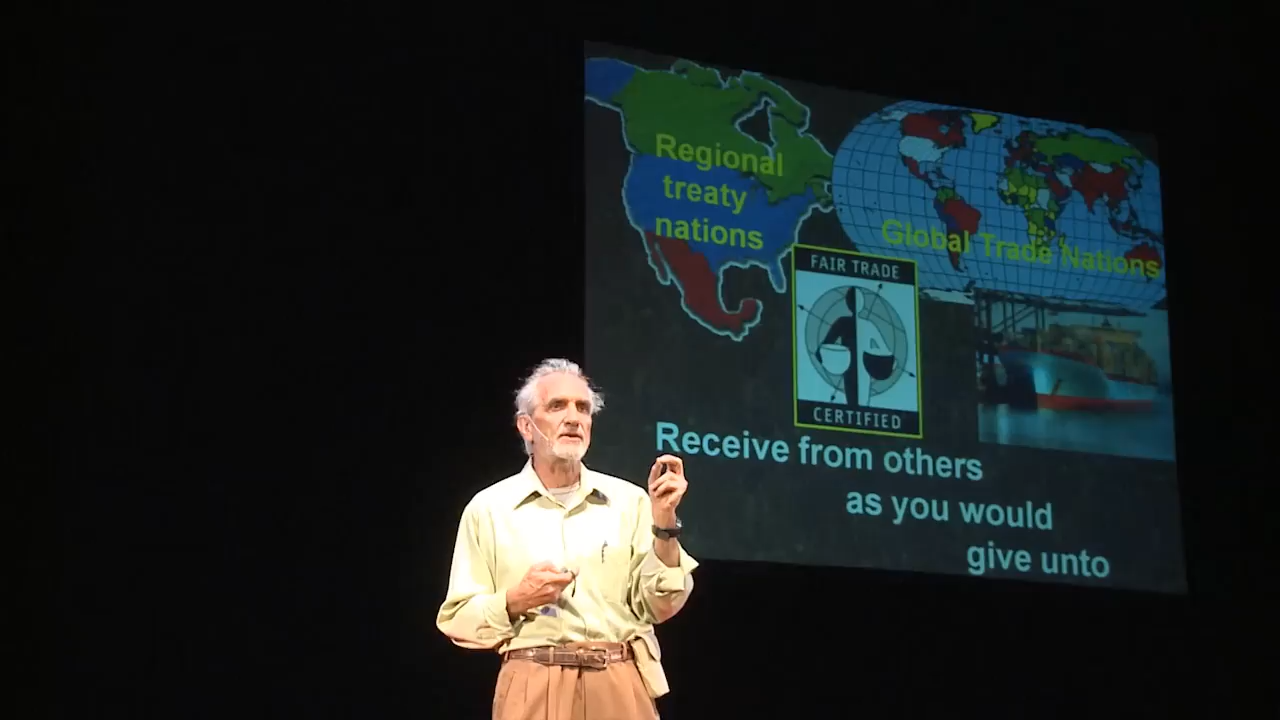 Regional
treaty
nations
Global Trade Nations
FAIR TRADE
CERTIFIED
Receive from others
as you would
give unto